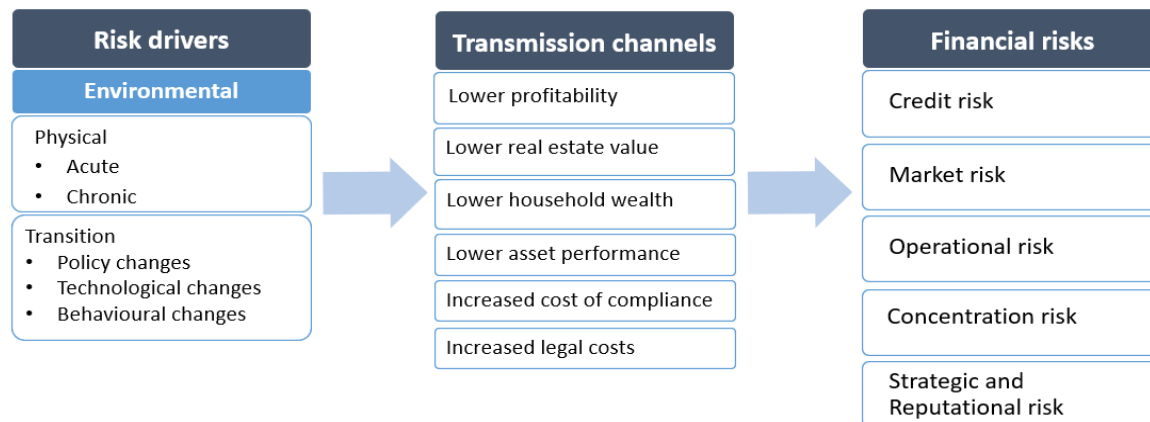 Risk drivers
Environmental
Physical
• Acute
• Chronic
Transition
• Policy changes
• Technological changes
• Behavioural changes
Transmission channels
Lower profitability
Lower real estate value
Lower household wealth
Lower asset performance
Increased cost of compliance
Increased legal costs
Financial risks
Credit risk
Market risk
Operational risk
Concentration risk
Strategic and
Reputational risk